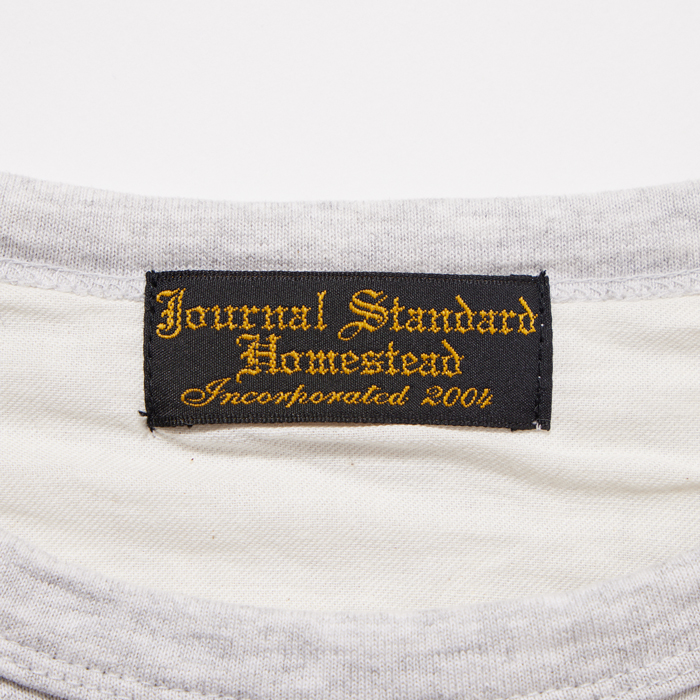 Journal Standard
Homestead
Incorporated 2004